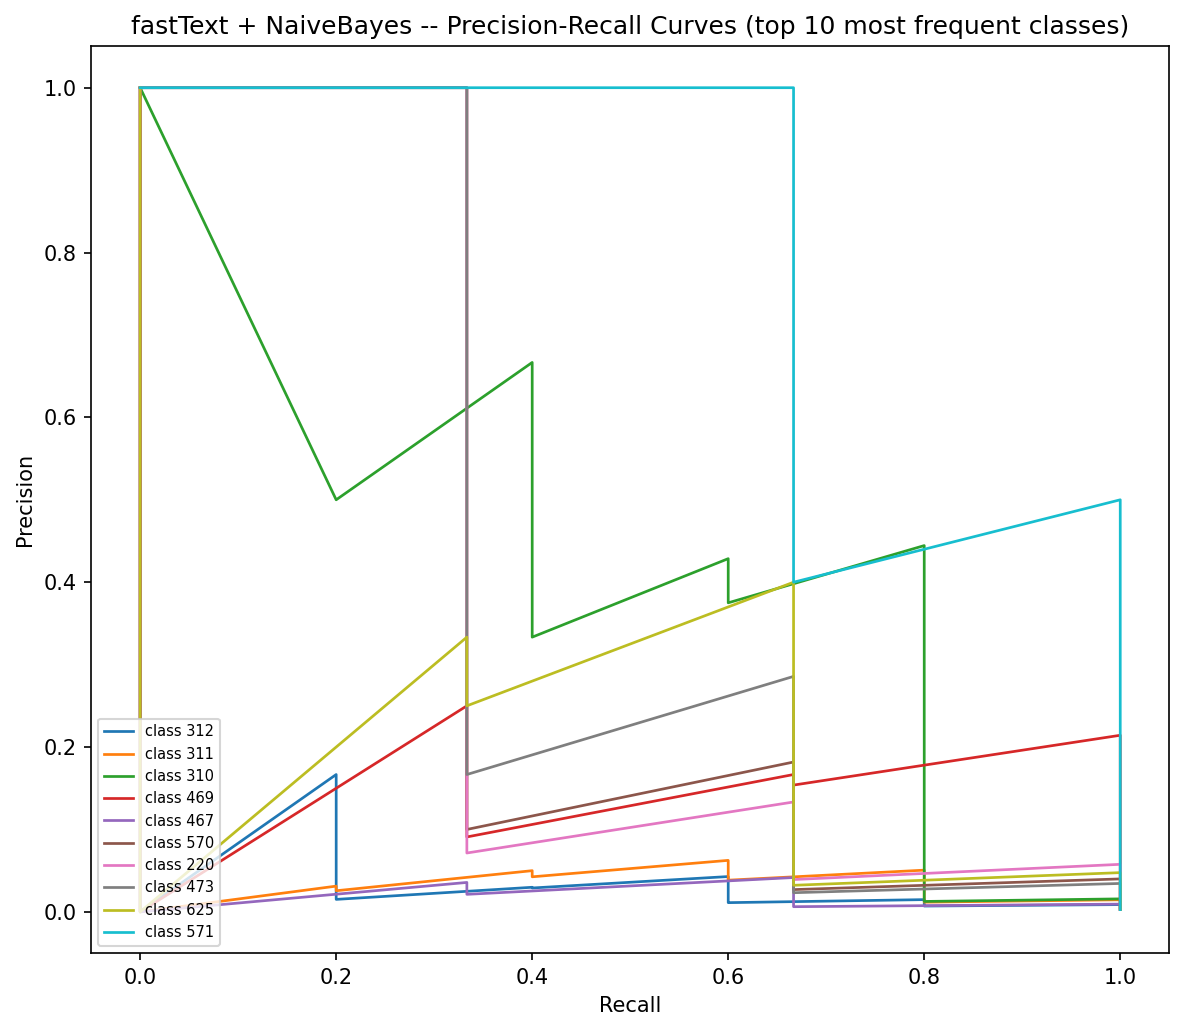 fastText + NaiveBayes -- Precision-Recall Curves (top 10 most frequent classes)
1.0
0.8
0.6
0.4
0.2
0.0
Precision
class 312
class 311
class 310
class 469
class 467
class 570
class 220
class 473
class 625
class 571
0.0 0.2 0.4 0.6 0.8 1.0
Recall